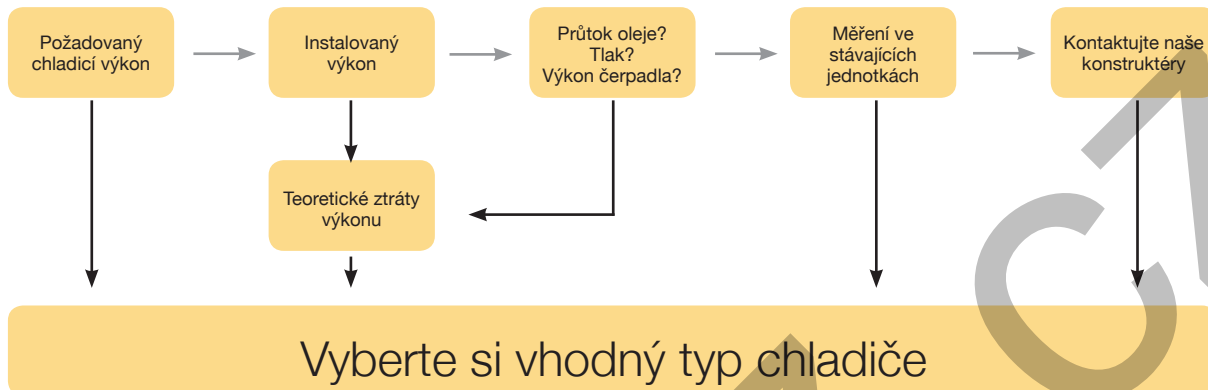 Požadovaný
chladicí výkon
Instalovaný
výkon
Průtok oleje?
Tlak?
Výkon čerpadla?
Měření ve
stávajících
jednotkách
Kontaktujte naše
konstruktéry
Teoretické ztráty
výkonu
Vyberte si vhodný typ chladiče